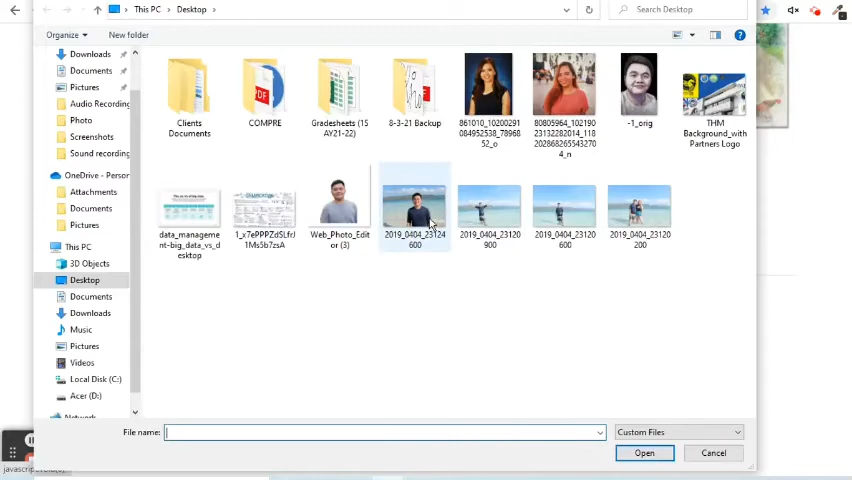 This PC
Desktop
Search Desktop
Organize
New folder
Downloads
Documents
Pictures
Audio Recording
Photo
Screenshots
Sound recording
OneDrive - Person
Attachments
Documents
Pictures
This PC
3D Objects
Desktop
Documents
Downloads
Music
Pictures
Videos
Local Disk (C:)
Acer (D:)
Network
Clients
Documents
COMPRE
Gradesheets (1S
AY21-22)
8-3-21 Backup
861010_10200291
084952538_78968
52_o
80805964_102190
23132282014_118
202868265543270
4_n
-1_orig
THM
Background_with
Partners Logo
data_manageme
nt-big_data_vs_d
esktop
Web_Photo_Edit
or (3)
2019_0404_23124
600
2019_0404_23120
900
2019_0404_23120
600
2019_0404_23120
200
File name:
Custom Files
Open
Cancel